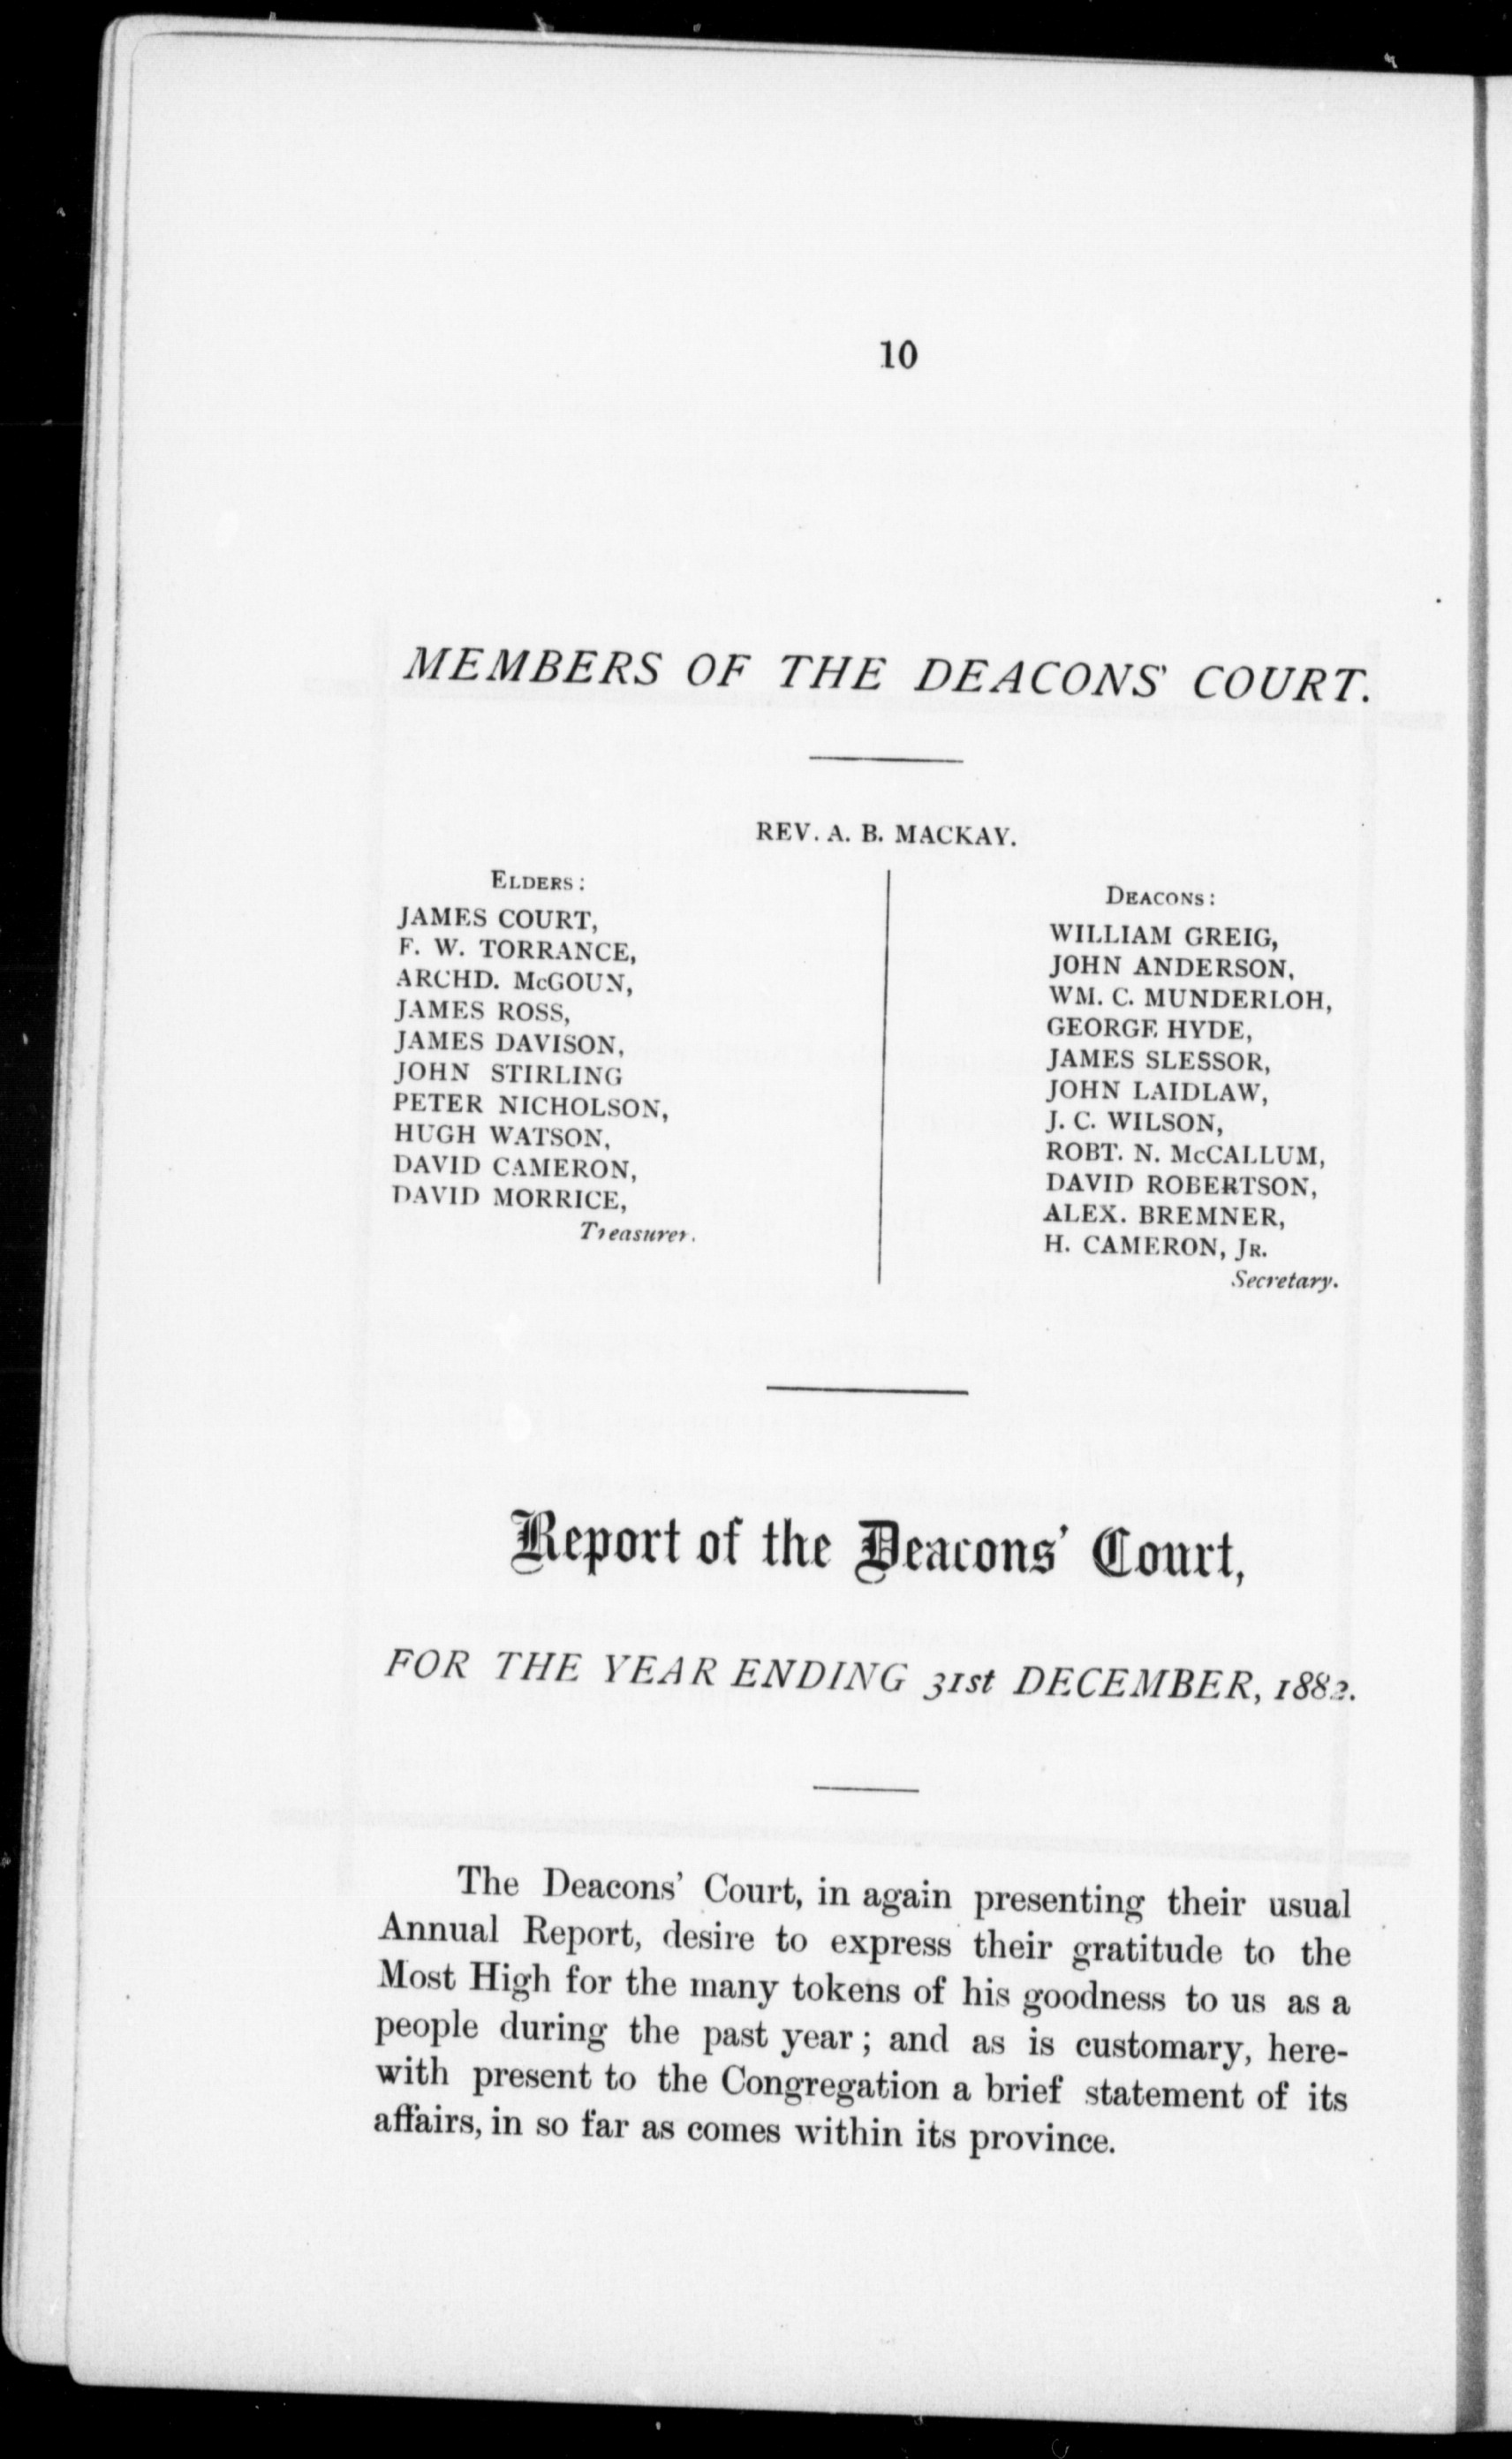 10
MEMBERS OF THE DEACONS' COURT.
REV. A. B. MACKAY.
ELDERS:
JAMES COURT,
F. W. TORRANCE,
ARCHD. McGOUN,
JAMES ROSS,
JAMES DAVISON,
JOHN STIRLING
PETER NICHOLSON,
HUGH WATSON,
DAVID CAMERON,
DAVID MORRICE,
Treasurer.
DEACONS:
WILLIAM GREIG,
JOHN ANDERSON,
WM. C. MUNDERLOH,
GEORGE HYDE,
JAMES SLESSOR,
JOHN LAIDLAW,
J. C. WILSON,
ROBT. N. McCALLUM,
DAVID ROBERTSON,
ALEX. BREMNER,
H. CAMERON, JR.
Secretary.
Report of the Deacons' Court,
FOR THE YEAR ENDING 31st DECEMBER, 1882.
The Deacons' Court, in again presenting their usual
Annual Report, desire to express their gratitude to the
Most High for the many tokens of his goodness to us as a
people during the past year; and as is customary, here-
with present to the Congregation a brief statement of its
affairs, in so far as comes within its province.